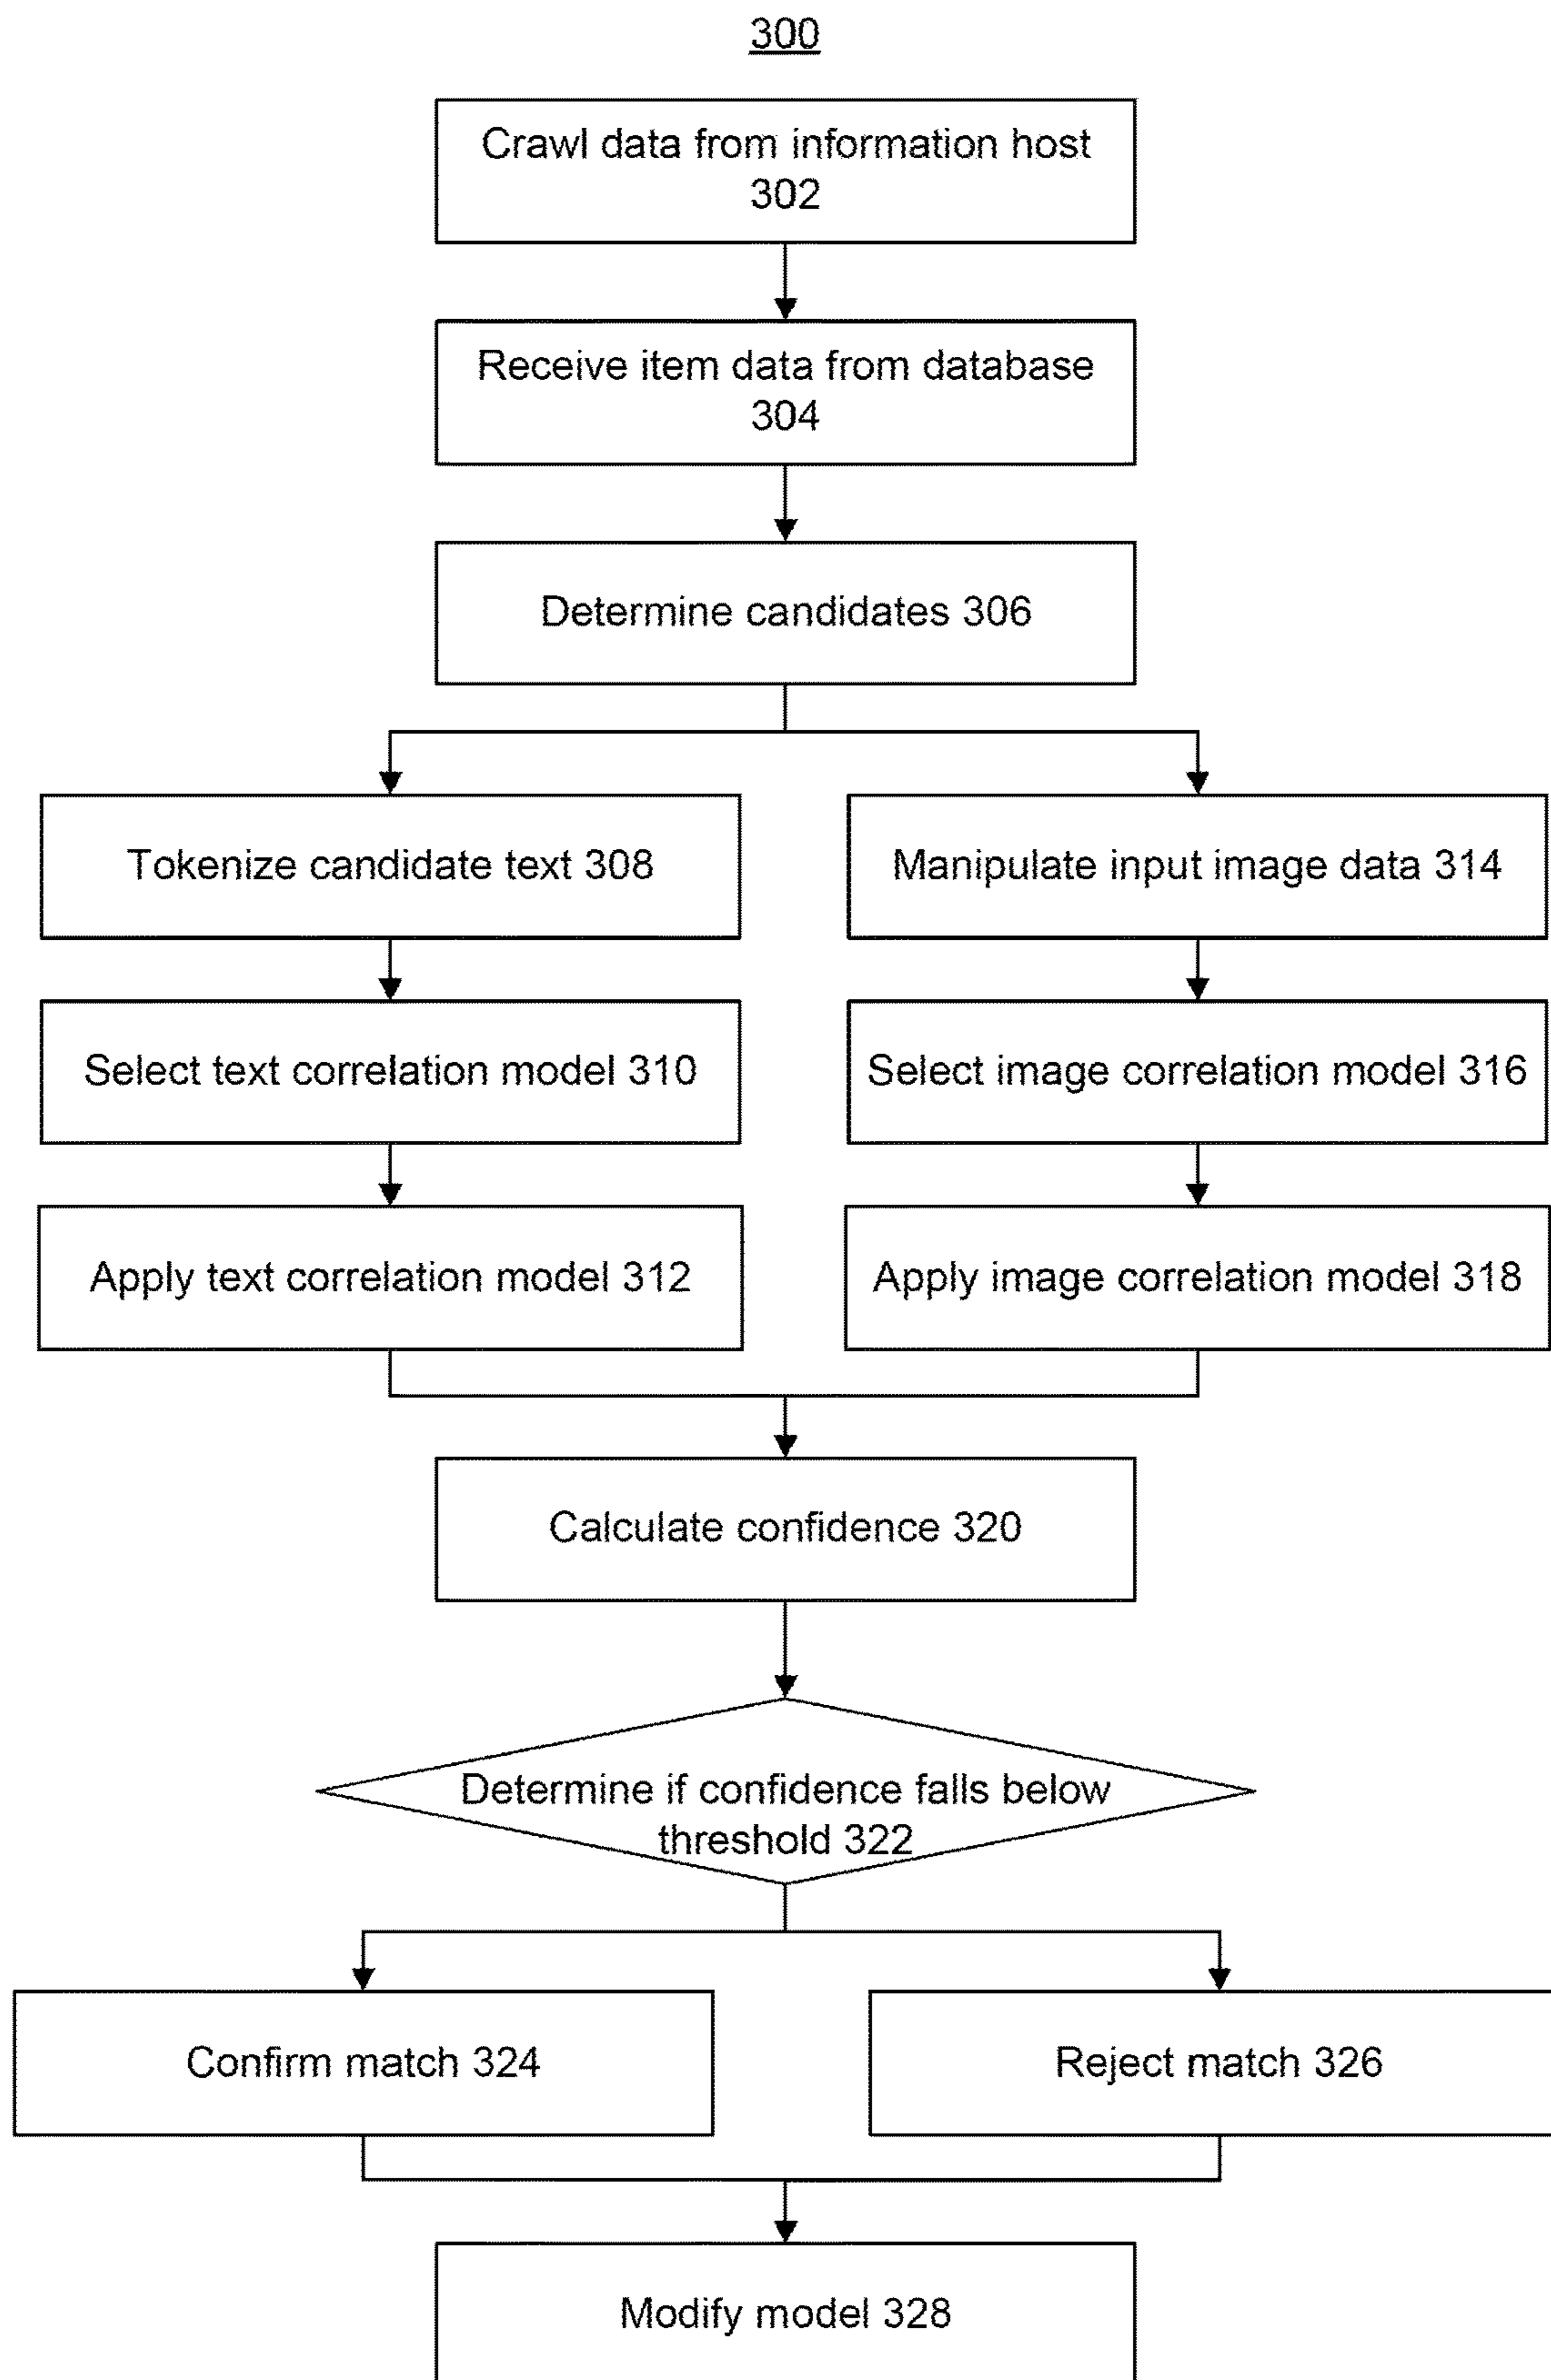 300
Crawl data from information host
302
Receive item data from database
304
Determine candidates 306
Tokenize candidate text 308
Manipulate input image data 314
Select text correlation model 310
Select image correlation model 316
Apply text correlation model 312
Apply image correlation model 318
Calculate confidence 320
Determine if confidence falls below
threshold 322
Confirm match 324
Reject match 326
Modify model 328